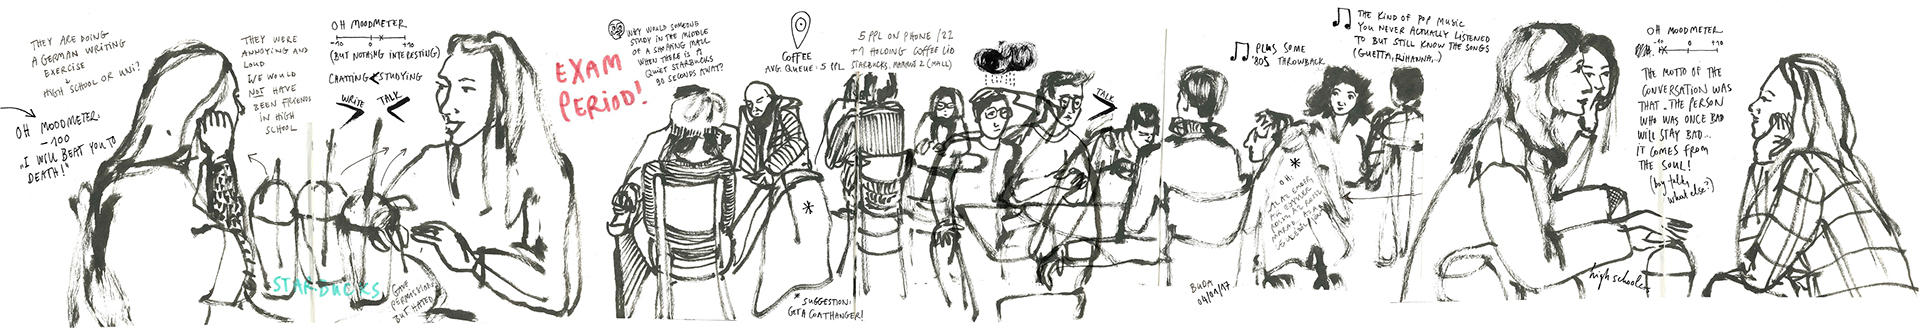 THEY ARE DOING
A GERMAN WRITING
EXERCISE
HIGH SCHOOL OR UNI?
OH MOODMETER:
-100
"I WILL BEAT YOU TO
DEATH!"
THEY WERE
ANNOYING AND
LOUD
WE WOULD
NOT HAVE
BEEN FRIENDS
IN HIGH
SCHOOL
OH MOODMETER
-10 0 +10
(BUT NOTHING INTERESTING)
CHATTING < STUDYING
WRITE > TALK
STARBUCKS
GAVE
PERMISSION
BUT HATED
EXAM
PERIOD!
WHY WOULD SOMEONE
STUDY IN THE MIDDLE
OF A SHOPPING MALL
WHEN THERE IS A
QUIET STARBUCKS
90 SECONDS AWAY?
COFFEE
AVG. QUEUE: 5 PPL
5 PPL ON PHONE /22
+1 HOLDING COFFEE LID
STARBUCKS, MAMMUT 2 (MALL)
*
* SUGGESTION:
GET A COATHANGER!
TALK
BUDA
04/01/17
PLUS SOME
'80S THROWBACK
THE KIND OF POP MUSIC
YOU NEVER ACTUALLY LISTENED
TO BUT STILL KNOW THE SONGS
(GUETTA, RIHANNA,..)
*
OH:
OH MOODMETER
-10 0 +10
THE MOTTO OF THE
CONVERSATION WAS
THAT - THE PERSON
WHO WAS ONCE BAD
WILL STAY BAD...
IT COMES FROM
THE SOUL!
(boy talk,
what else?)
high schoolers